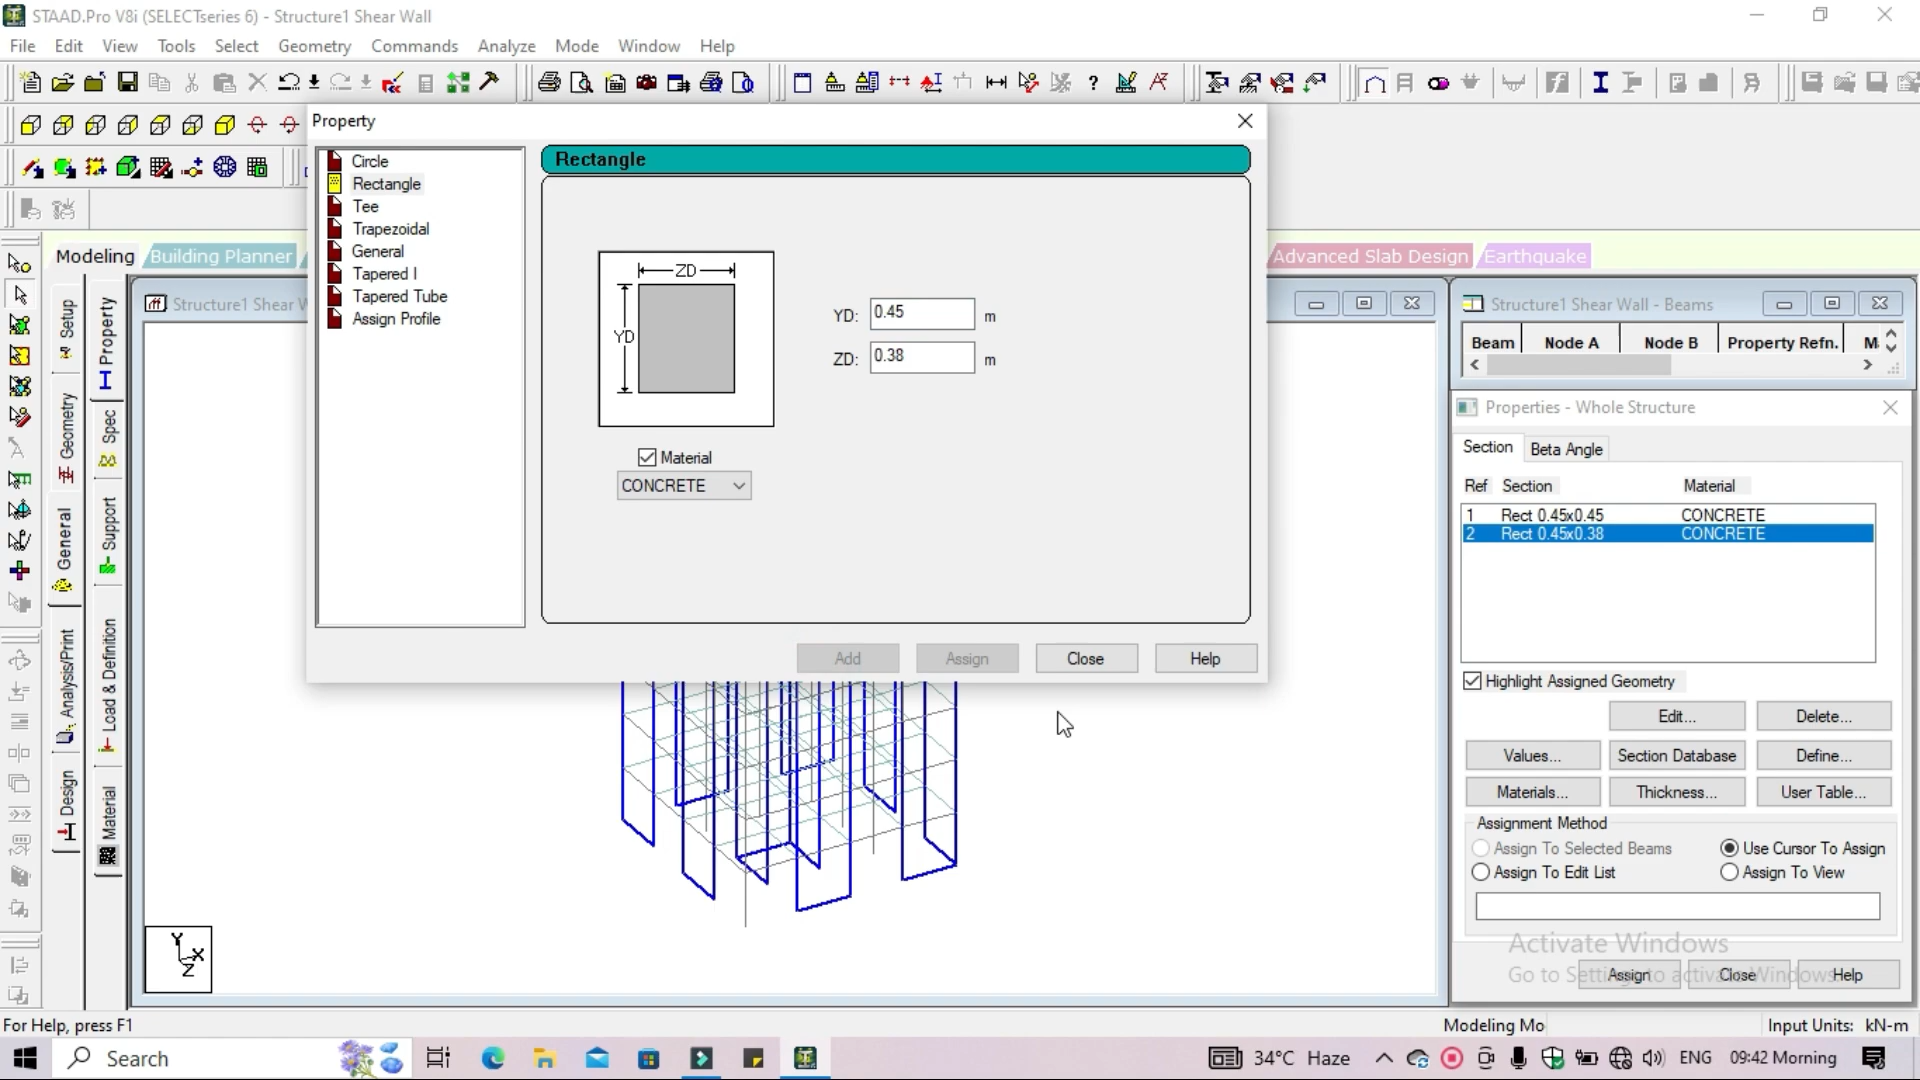 STAAD.Pro V8i (SELECTseries 6) - Structure1 Shear Wall
File Edit View Tools Select Geometry Commands Analyze Mode Window Help
Property
Circle
Rectangle
Tee
Trapezoidal
General
Tapered I
Tapered Tube
Assign Profile
Rectangle
ZD
YD
YD: 0.45 m
ZD: 0.38 m
Material
CONCRETE
Add Assign Close Help
Modeling Building Planner
Advanced Slab Design Earthquake
Structure1 Shear W
Setup
Geometry
General
Analysis/Print
Design
Property
Spec
Support
Load & Definition
Material
Y
X
Z
Structure1 Shear Wall - Beams
Beam Node A Node B Property Refn. M
Properties - Whole Structure
Section Beta Angle
Ref Section Material
1 Rect 0.45x0.45 CONCRETE
2 Rect 0.45x0.38 CONCRETE
Highlight Assigned Geometry
Edit... Delete...
Values... Section Database Define...
Materials... Thickness... User Table...
Assignment Method
Assign To Selected Beams Use Cursor To Assign
Assign To Edit List Assign To View
Activate Windows
Go to Settings to activate Windows.
Assign Close Help
For Help, press F1
Modeling Mo
Input Units: kN-m
Search
34°C Haze
ENG
09:42 Morning